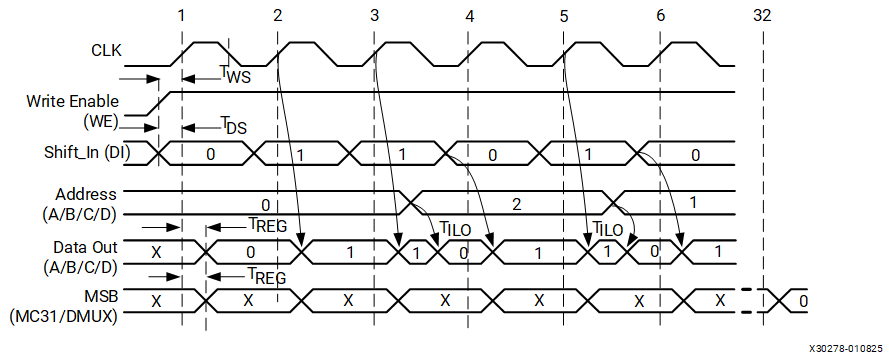 1 2 3 4 5 6 32
CLK
TWS
Write Enable
(WE)
TDS
Shift_In (DI) 0 1 1 0 1 0
Address
(A/B/C/D) 0 2 1
TREG TILO TILO
Data Out
(A/B/C/D) X 0 1 1 0 1 1 0 1
TREG
MSB
(MC31/DMUX) X X X X X X X 0
X30278-010825